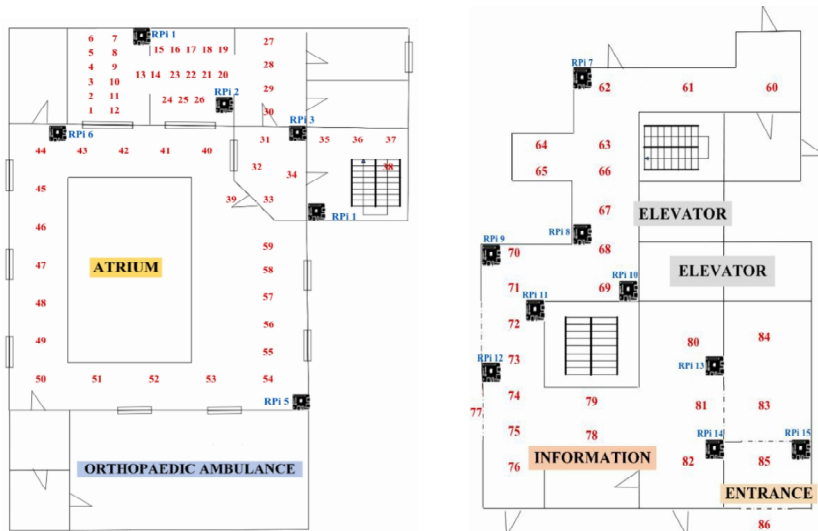 RPi 1
6 7
5 8
4 9
3 10
2 11
1 12
15 16 17 18 19
13 14 23 22 21 20
24 25 26
27
28
29
30
RPi 2
RPi 6
RPi 3
44 43 42 41 40
31
35 36 37
32
34
38
39 33
RPi 1
45
46
47
48
49
50 51 52 53 54
59
58
57
56
55
ATRIUM
RPi 5
ORTHOPAEDIC AMBULANCE
RPi 7
62 61 60
64 63
65 66
67
ELEVATOR
RPi 8
68
RPi 9
70
ELEVATOR
71
69
RPi 10
RPi 11
72
73
RPi 12
74
75
76
77
79
78
80
84
RPi 13
81
83
RPi 14
RPi 15
82
85
INFORMATION
ENTRANCE
86